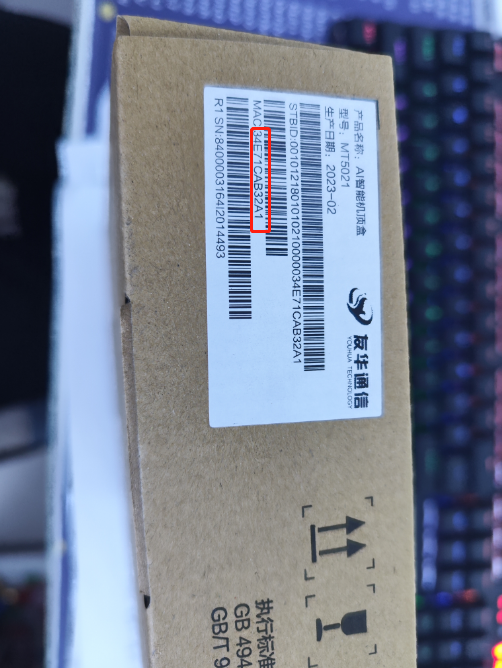 产品名称：AI智能机顶盒
型号：MT5021
生产日期：2023-02
友华通信
YOUHUA TECHNOLOGY
STBID:0010121801010210000034E71CAB32A1
MAC:34E71CAB32A1
R1 SN:84000031642014493
执行标准
GB 494
GB/T 9